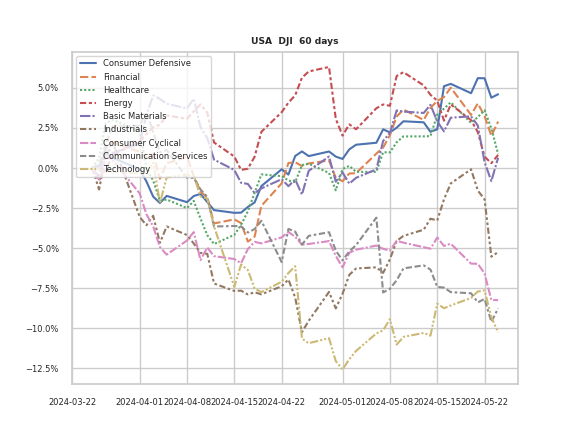 USA DJI 60 days
Consumer Defensive
Financial
Healthcare
Energy
Basic Materials
Industrials
Consumer Cyclical
Communication Services
Technology
5.0%
2.5%
0.0%
−2.5%
−5.0%
−7.5%
−10.0%
−12.5%
2024-03-22 2024-04-01 2024-04-08 2024-04-15 2024-04-22 2024-05-01 2024-05-08 2024-05-15 2024-05-22